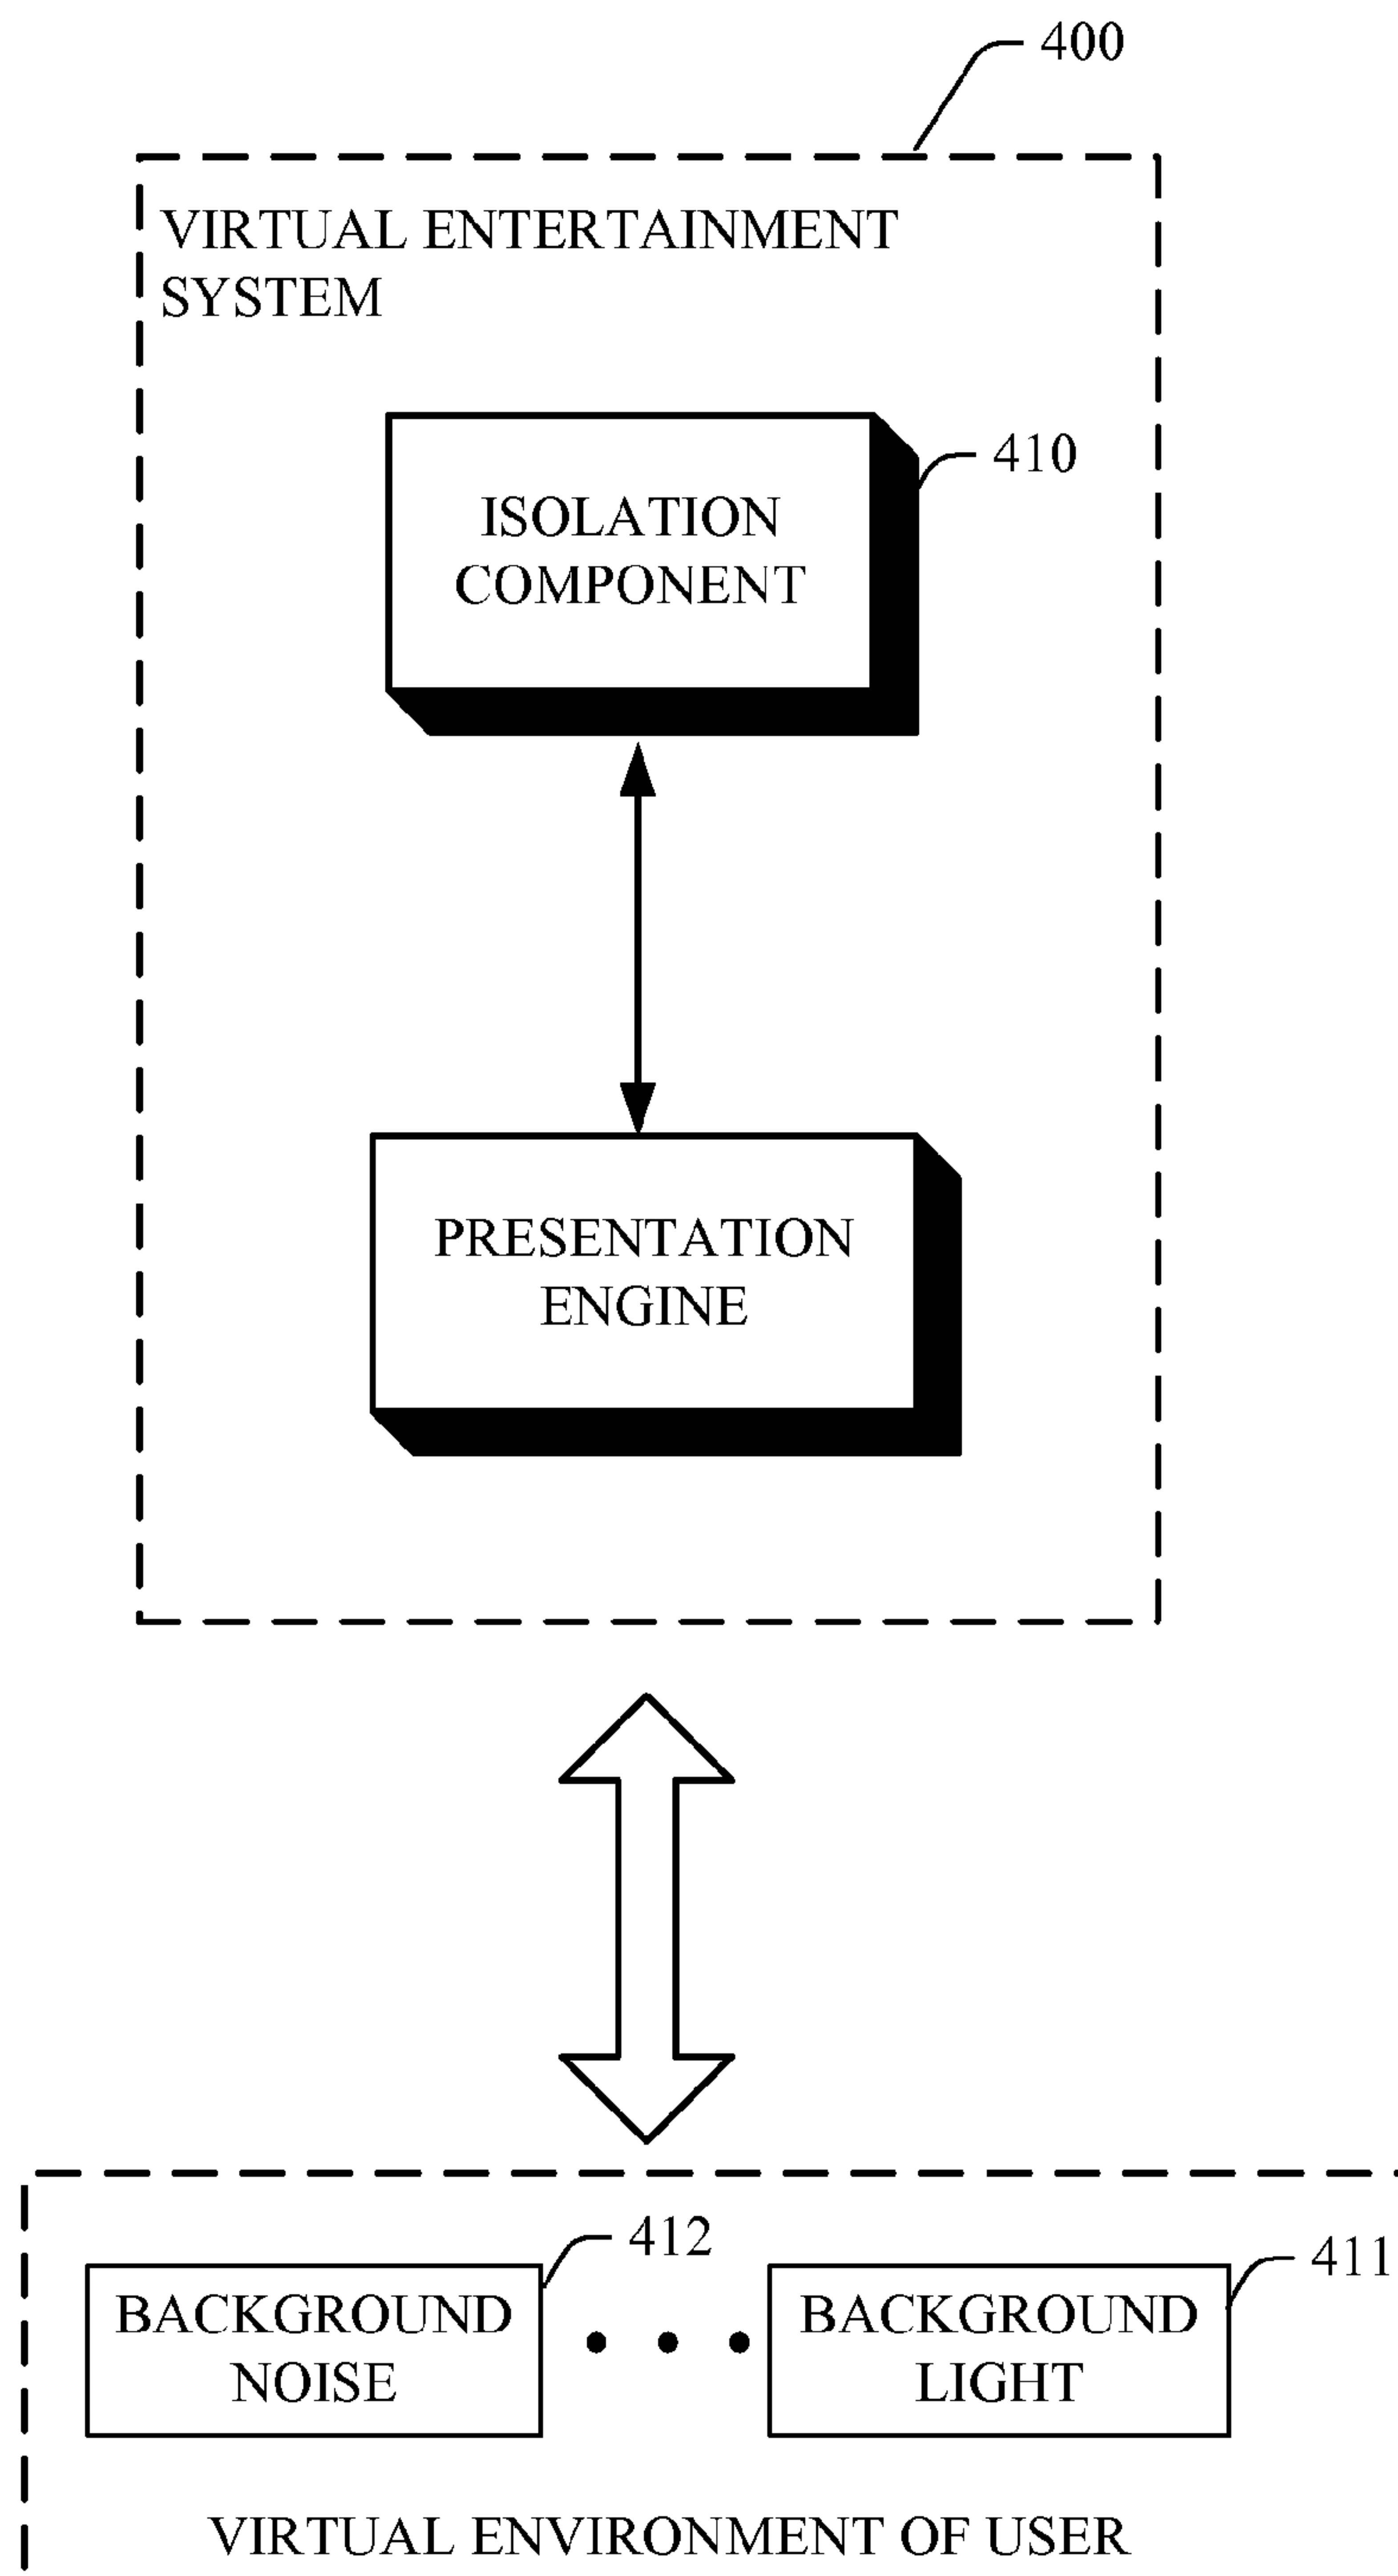 400
VIRTUAL ENTERTAINMENT
SYSTEM
ISOLATION
COMPONENT
410
PRESENTATION
ENGINE
412
411
BACKGROUND
NOISE
BACKGROUND
LIGHT
VIRTUAL ENVIRONMENT OF USER